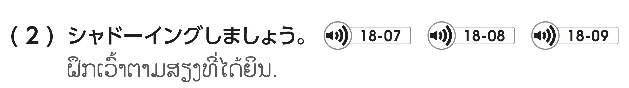 (2) シャドーイングしましょう。 18-07 18-08 18-09
ຝຶກເວົ້າຕາມສຽງທີ່ໄດ້ຍິນ.